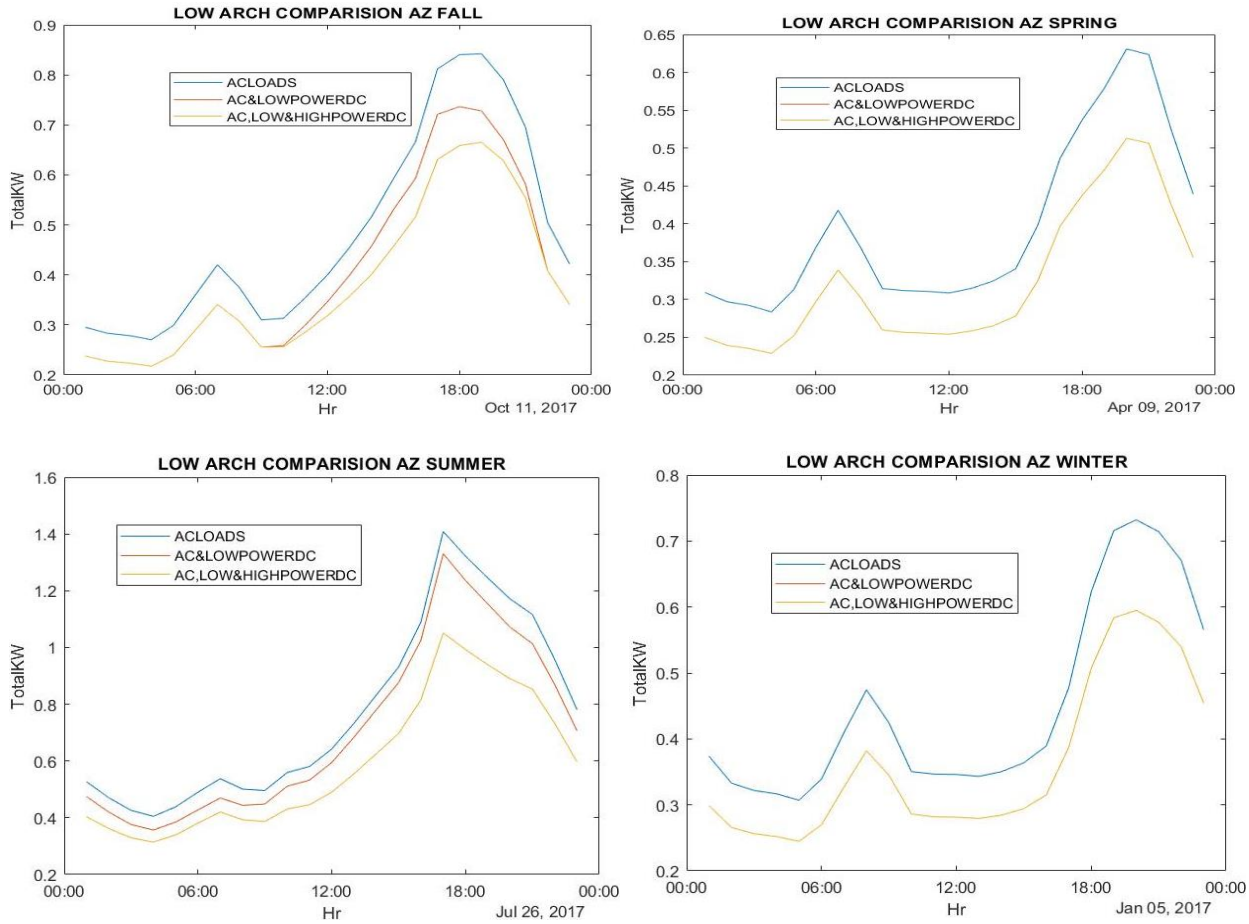 LOW ARCH COMPARISION AZ FALL
0.9
0.8
0.7
0.6
0.5
0.4
0.3
0.2
TotalKW
ACLOADS
AC&LOWPOWERDC
AC,LOW&HIGHPOWERDC
00:00 06:00 12:00 18:00 00:00
Hr
Oct 11, 2017
LOW ARCH COMPARISION AZ SPRING
0.65
0.6
0.55
0.5
0.45
0.4
0.35
0.3
0.25
0.2
TotalKW
ACLOADS
AC&LOWPOWERDC
AC,LOW&HIGHPOWERDC
00:00 06:00 12:00 18:00 00:00
Hr
Apr 09, 2017
LOW ARCH COMPARISION AZ SUMMER
1.6
1.4
1.2
1
0.8
0.6
0.4
0.2
TotalKW
ACLOADS
AC&LOWPOWERDC
AC,LOW&HIGHPOWERDC
00:00 06:00 12:00 18:00 00:00
Hr
Jul 26, 2017
LOW ARCH COMPARISION AZ WINTER
0.8
0.7
0.6
0.5
0.4
0.3
0.2
TotalKW
ACLOADS
AC&LOWPOWERDC
AC,LOW&HIGHPOWERDC
00:00 06:00 12:00 18:00 00:00
Hr
Jan 05, 2017